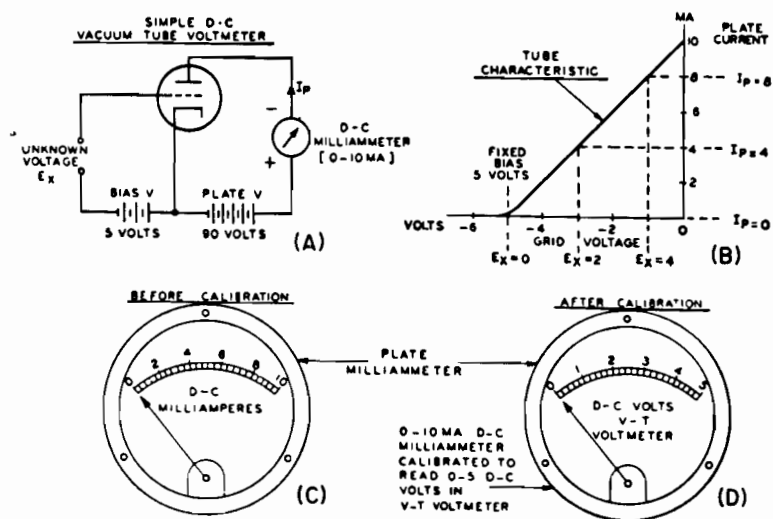 SIMPLE D-C
VACUUM TUBE VOLTMETER
IP
UNKNOWN
VOLTAGE
EX
D-C
MILLIAMMETER
[0-10MA]
BIAS V
5 VOLTS
PLATE V
90 VOLTS
-
+
(A)
MA
PLATE
CURRENT
10
8
6
4
2
0
TUBE
CHARACTERISTIC
IP=8
IP=4
IP=0
FIXED
BIAS
5 VOLTS
VOLTS
-6
-4
-2
0
GRID VOLTAGE
EX=0
EX=2
EX=4
(B)
BEFORE CALIBRATION
2 4 6 8 10
D-C
MILLIAMPERES
(C)
PLATE
MILLIAMMETER
AFTER CALIBRATION
1 2 3 4 5
D-C VOLTS
V-T
VOLTMETER
(D)
0-10MA D-C
MILLIAMMETER
CALIBRATED TO
READ 0-5 D-C
VOLTS IN
V-T VOLTMETER